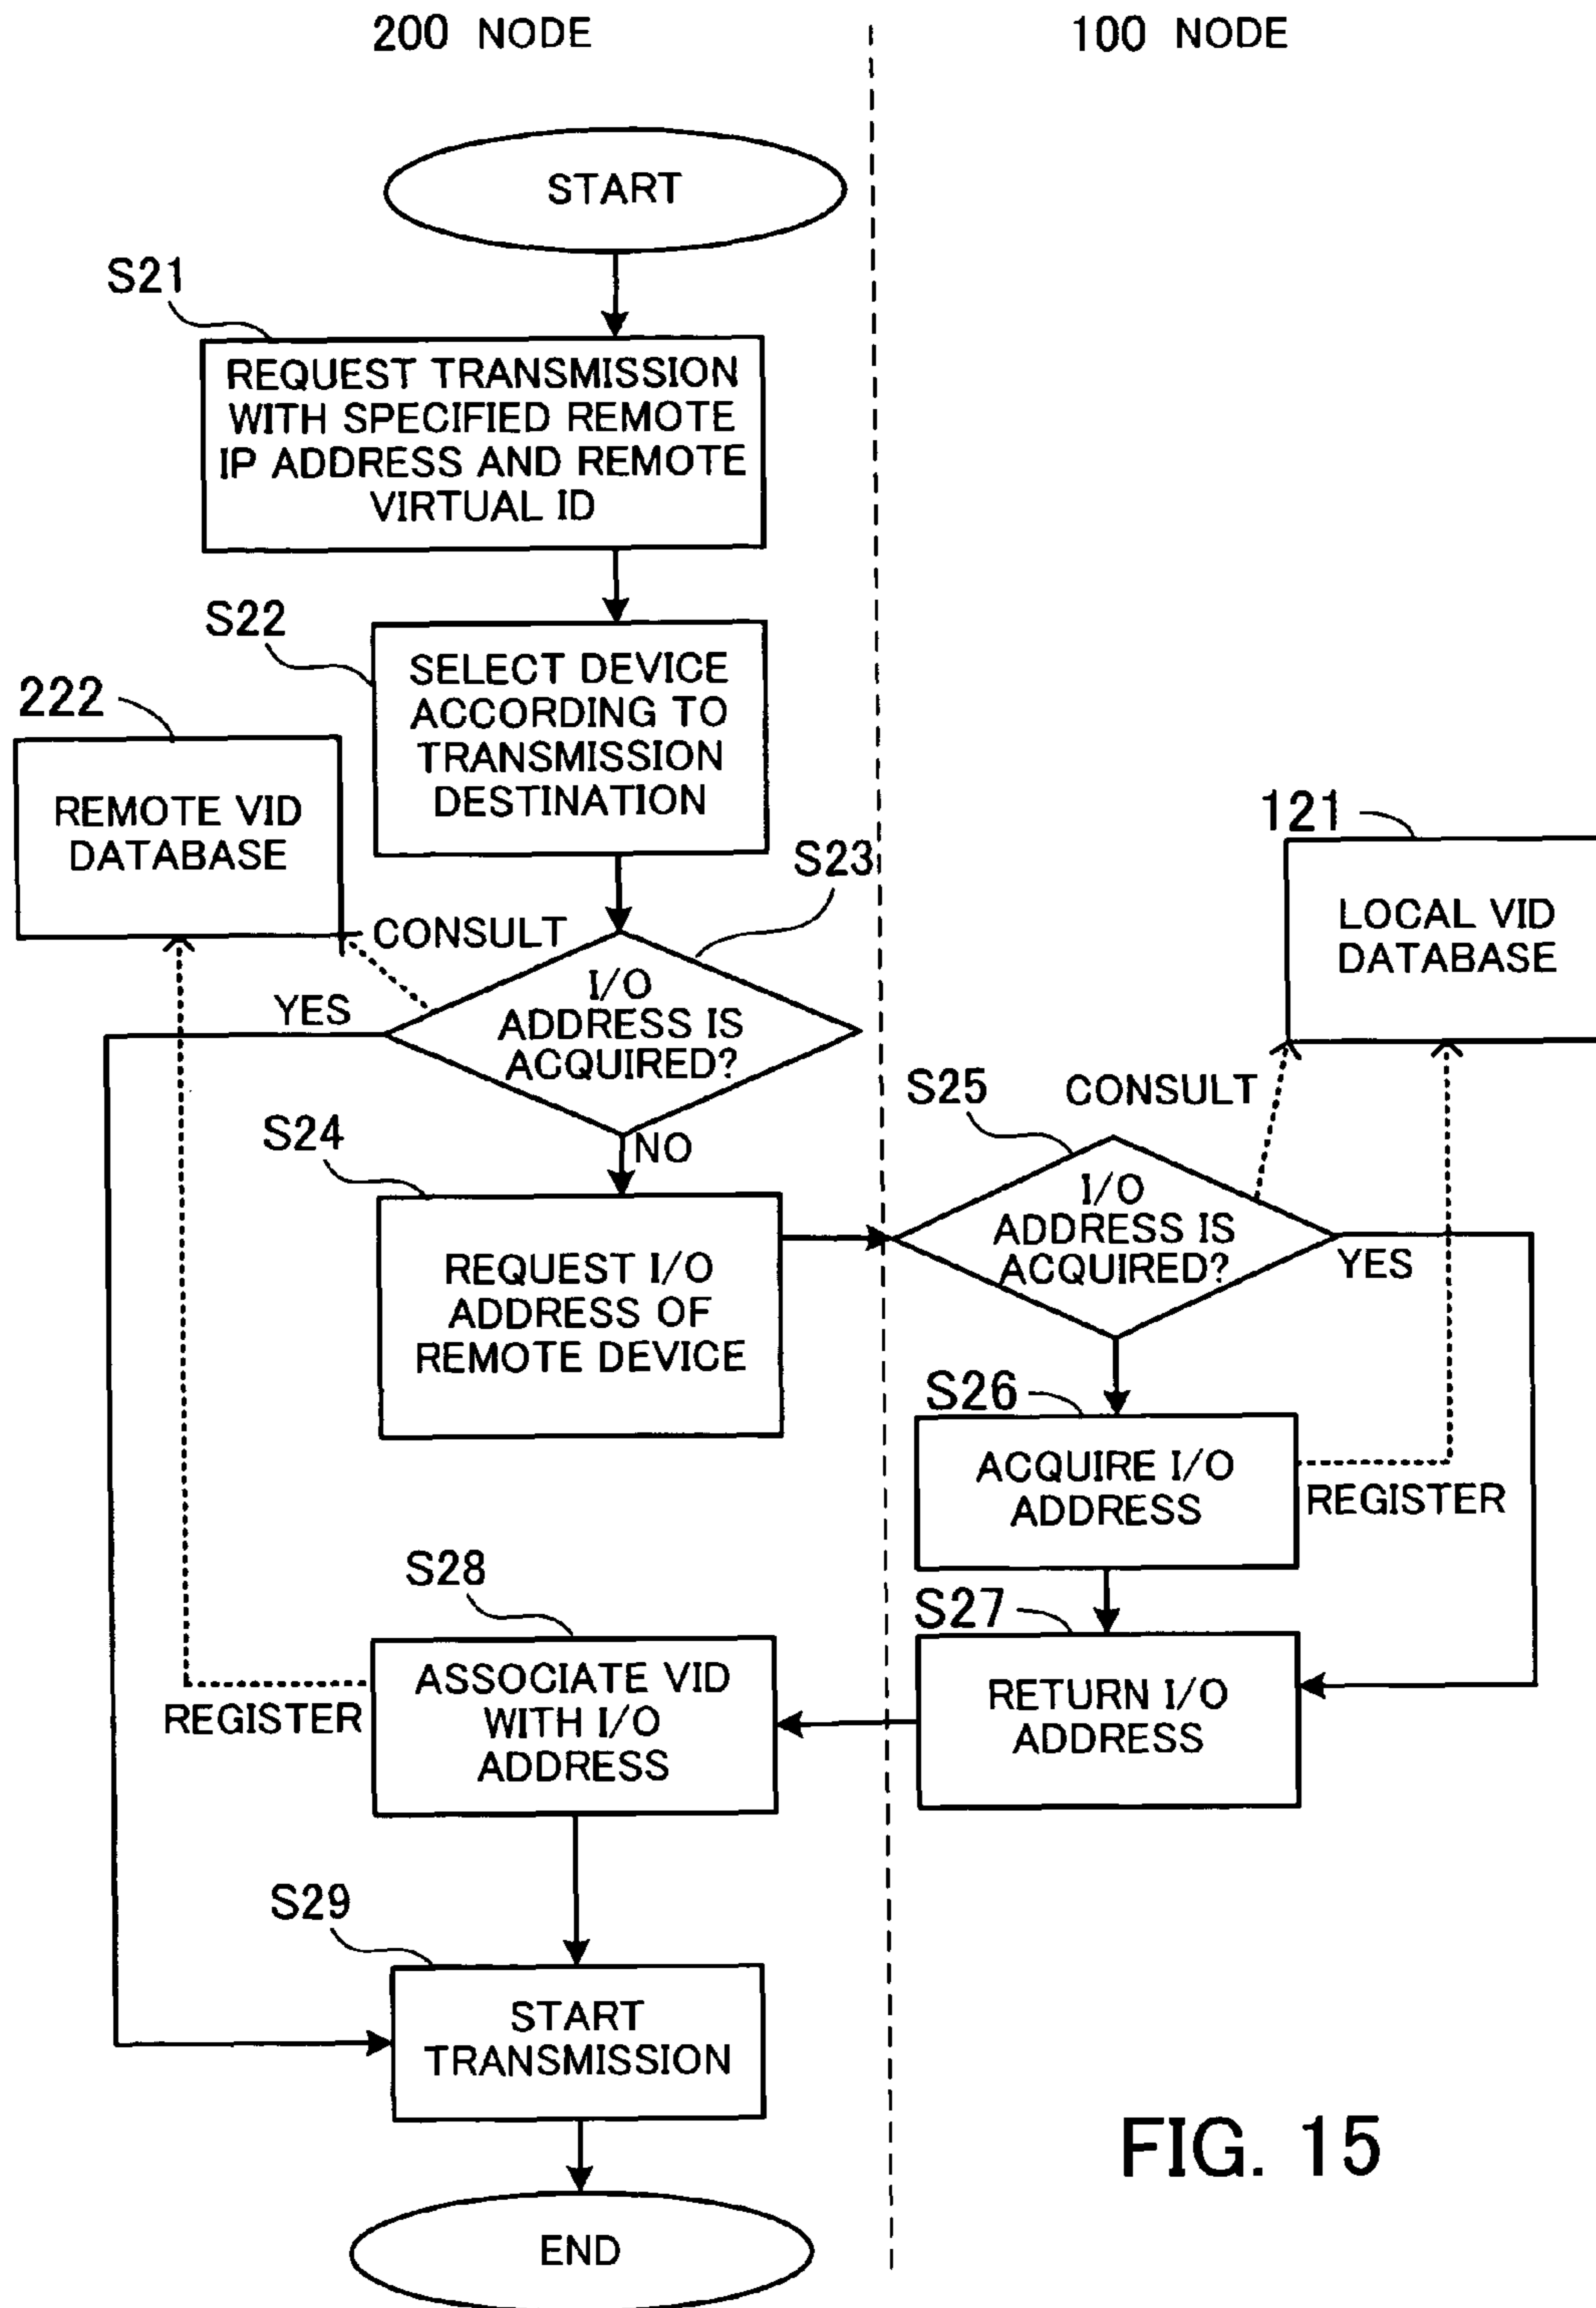 200 NODE
100 NODE
START
S21
REQUEST TRANSMISSION
WITH SPECIFIED REMOTE
IP ADDRESS AND REMOTE
VIRTUAL ID
S22
SELECT DEVICE
ACCORDING TO
TRANSMISSION
DESTINATION
222
REMOTE VID
DATABASE
121
LOCAL VID
DATABASE
S23
CONSULT
I/O
ADDRESS IS
ACQUIRED?
YES
NO
S24
REQUEST I/O
ADDRESS OF
REMOTE DEVICE
S25
CONSULT
I/O
ADDRESS IS
ACQUIRED?
YES
S26
ACQUIRE I/O
ADDRESS
REGISTER
S27
RETURN I/O
ADDRESS
S28
ASSOCIATE VID
WITH I/O
ADDRESS
REGISTER
S29
START
TRANSMISSION
END
FIG. 15